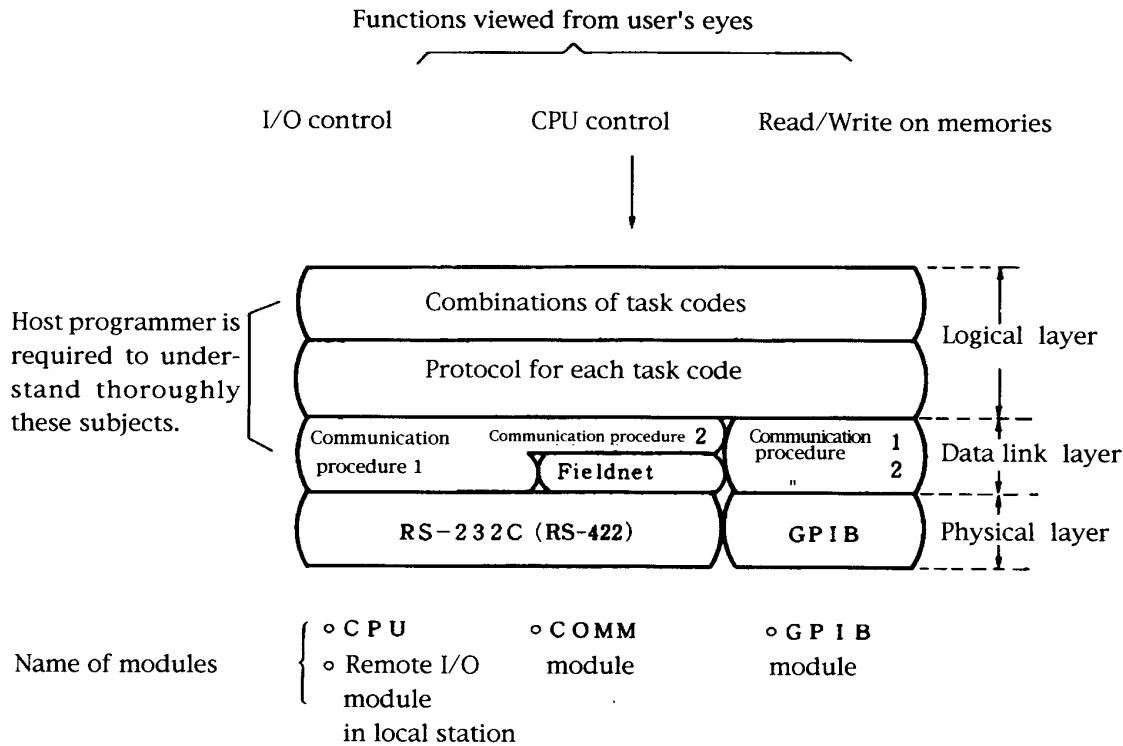 Functions viewed from user's eyes
I/O control CPU control Read/Write on memories
Combinations of task codes
Protocol for each task code
Logical layer
Host programmer is
required to under-
stand thoroughly
these subjects.
Communication
procedure 1
Communication procedure 2
Fieldnet
Communication 1
procedure
" 2
Data link layer
RS-232C (RS-422)
GPIB
Physical layer
Name of modules
○ CPU
○ Remote I/O
module
in local station
○ COMM
module
○ GPIB
module